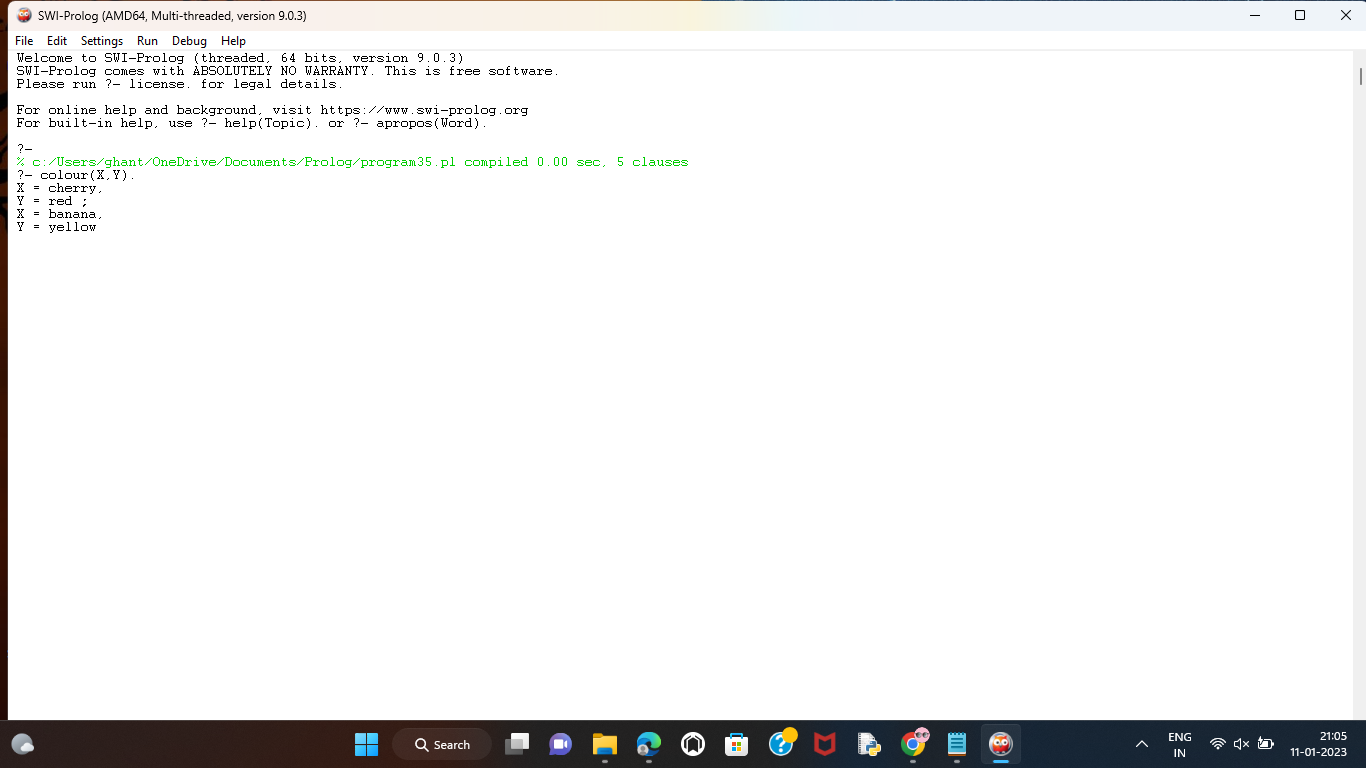 SWI-Prolog (AMD64, Multi-threaded, version 9.0.3)
File Edit Settings Run Debug Help
Welcome to SWI-Prolog (threaded, 64 bits, version 9.0.3)
SWI-Prolog comes with ABSOLUTELY NO WARRANTY. This is free software.
Please run ?- license. for legal details.
For online help and background, visit https://www.swi-prolog.org
For built-in help, use ?- help(Topic). or ?- apropos(Word).
?-
% c:/Users/ghant/OneDrive/Documents/Prolog/program35.pl compiled 0.00 sec, 5 clauses
?- colour(X,Y).
X = cherry,
Y = red ;
X = banana,
Y = yellow
Search
ENG
IN
21:05
11-01-2023